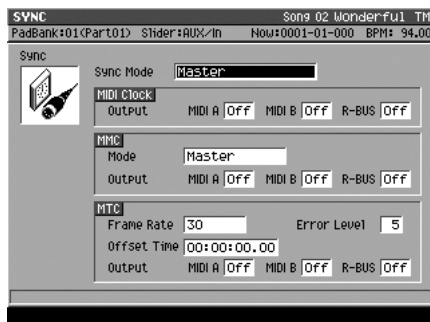 SYNC Song 02 Wonderful TM
PadBank:01(Part01) Slider:AUX/In Now:0001-01-000 BPM: 94.00
Sync
Sync Mode Master
MIDI Clock
Output MIDI A Off MIDI B Off R-BUS Off
MMC
Mode Master
Output MIDI A Off MIDI B Off R-BUS Off
MTC
Frame Rate 30 Error Level 5
Offset Time 00:00:00.00
Output MIDI A Off MIDI B Off R-BUS Off